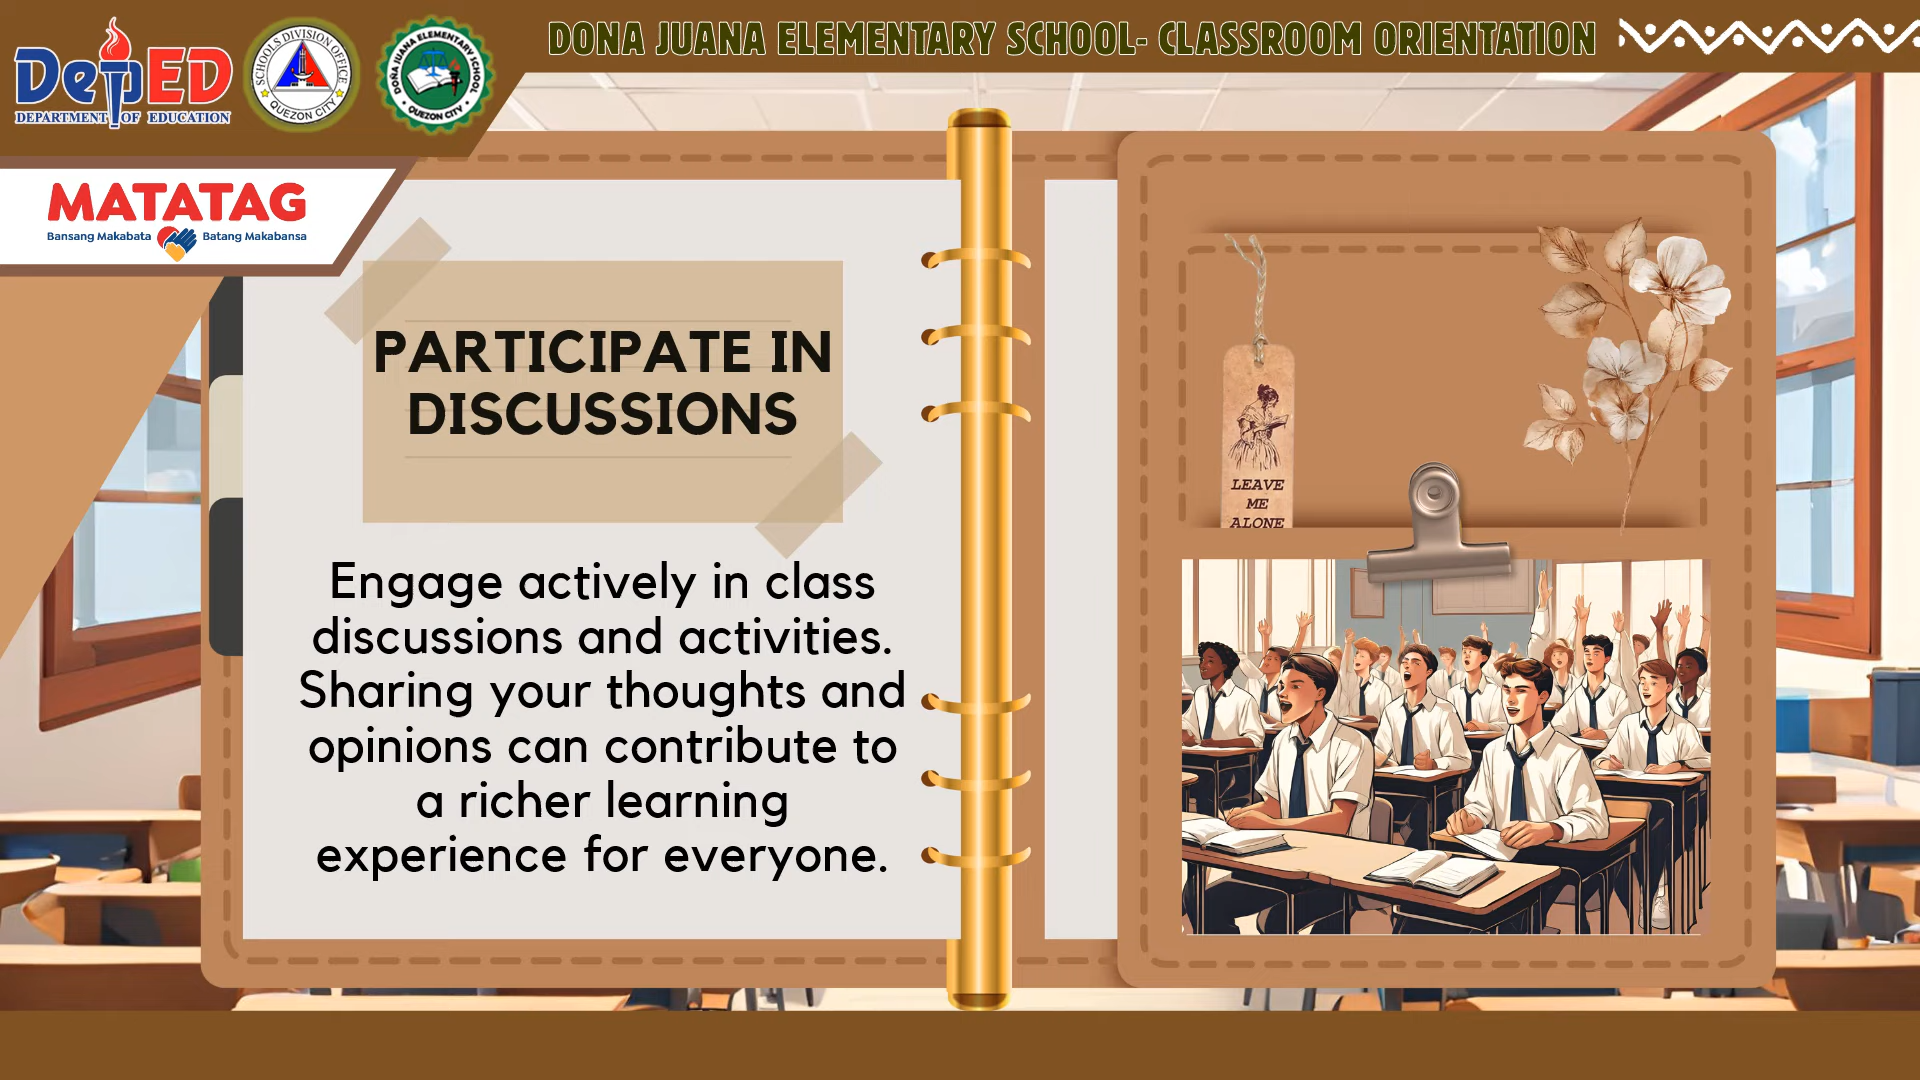 DONA JUANA ELEMENTARY SCHOOL- CLASSROOM ORIENTATION
DepED
DEPARTMENT OF EDUCATION
SCHOOLS DIVISION OFFICE
QUEZON CITY
DOÑA JUANA ELEMENTARY SCHOOL
QUEZON CITY
MATATAG
Bansang Makabata Batang Makabansa
PARTICIPATE IN
DISCUSSIONS
Engage actively in class
discussions and activities.
Sharing your thoughts and
opinions can contribute to
a richer learning
experience for everyone.
LEAVE
ME
ALONE